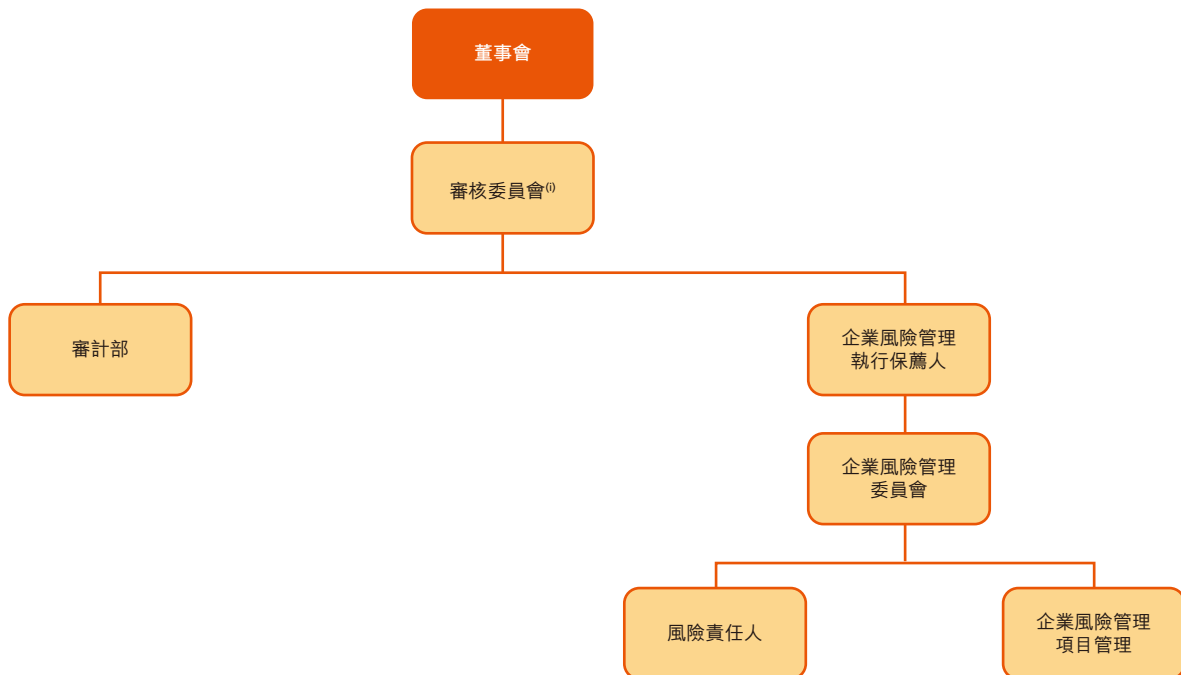 董事會
審核委員會(i)
審計部
企業風險管理
執行保薦人
企業風險管理
委員會
風險責任人
企業風險管理
項目管理